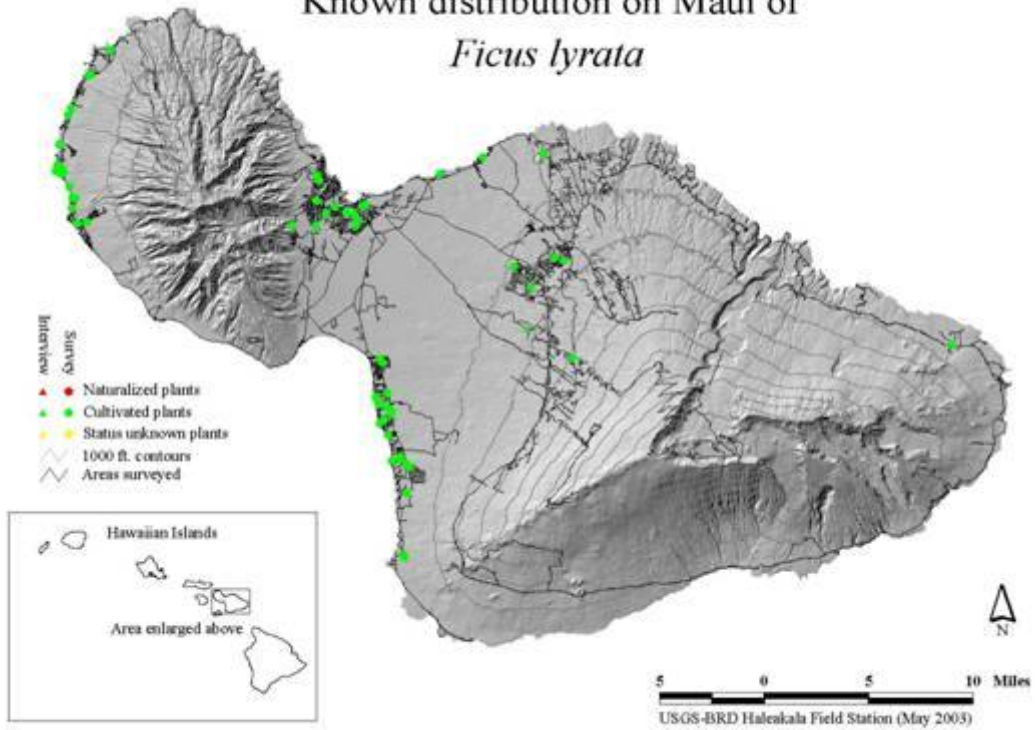 Known distribution on Maui of
Ficus lyrata
Interview
Survey
Naturalized plants
Cultivated plants
Status unknown plants
1000 ft. contours
Areas surveyed
Hawaiian Islands
Area enlarged above
N
5 0 5 10 Miles
USGS-BRD Haleakala Field Station (May 2003)